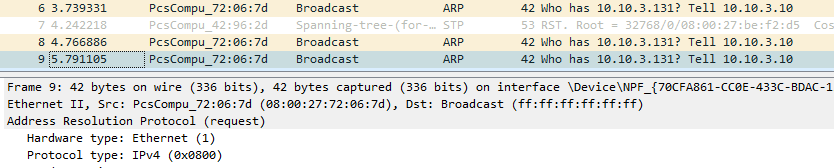 6 3.739331 PcsCompu_72:06:7d Broadcast ARP 42 Who has 10.10.3.131? Tell 10.10.3.10
7 4.242218 PcsCompu_42:96:2d Spanning-tree-(for-… STP 53 RST. Root = 32768/0/08:00:27:be:f2:d5 Cos
8 4.766886 PcsCompu_72:06:7d Broadcast ARP 42 Who has 10.10.3.131? Tell 10.10.3.10
9 5.791105 PcsCompu_72:06:7d Broadcast ARP 42 Who has 10.10.3.131? Tell 10.10.3.10
Frame 9: 42 bytes on wire (336 bits), 42 bytes captured (336 bits) on interface \Device\NPF_{70CFA861-CC0E-433C-BDAC-1
Ethernet II, Src: PcsCompu_72:06:7d (08:00:27:72:06:7d), Dst: Broadcast (ff:ff:ff:ff:ff:ff)
Address Resolution Protocol (request)
Hardware type: Ethernet (1)
Protocol type: IPv4 (0x0800)